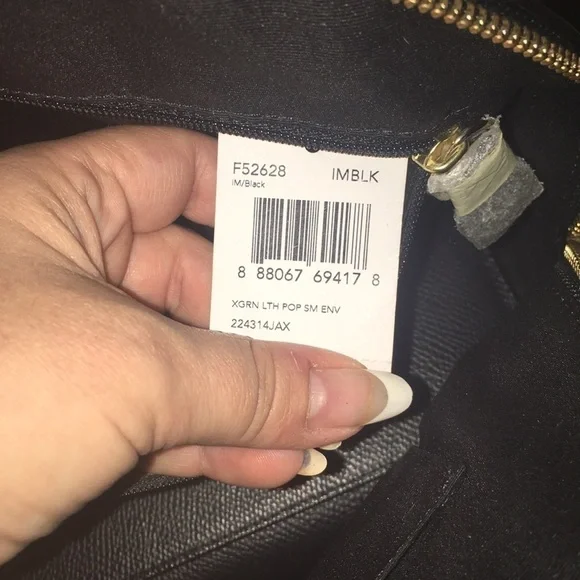 F52628 IMBLK
IM/Black
8 88067 69417 8
XGRN LTH POP SM ENV
224314JAX